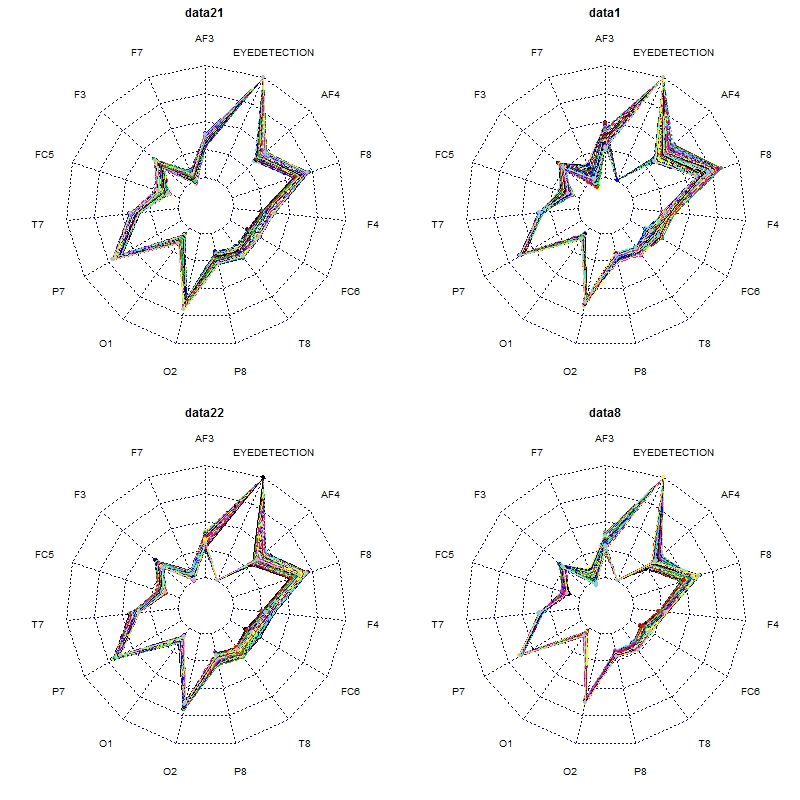 data21
AF3
EYEDETECTION
F7
AF4
F3
F8
FC5
F4
T7
FC6
P7
T8
O1
P8
O2
data1
AF3
EYEDETECTION
F7
AF4
F3
F8
FC5
F4
T7
FC6
P7
T8
O1
P8
O2
data22
AF3
EYEDETECTION
F7
AF4
F3
F8
FC5
F4
T7
FC6
P7
T8
O1
P8
O2
data8
AF3
EYEDETECTION
F7
AF4
F3
F8
FC5
F4
T7
FC6
P7
T8
O1
P8
O2